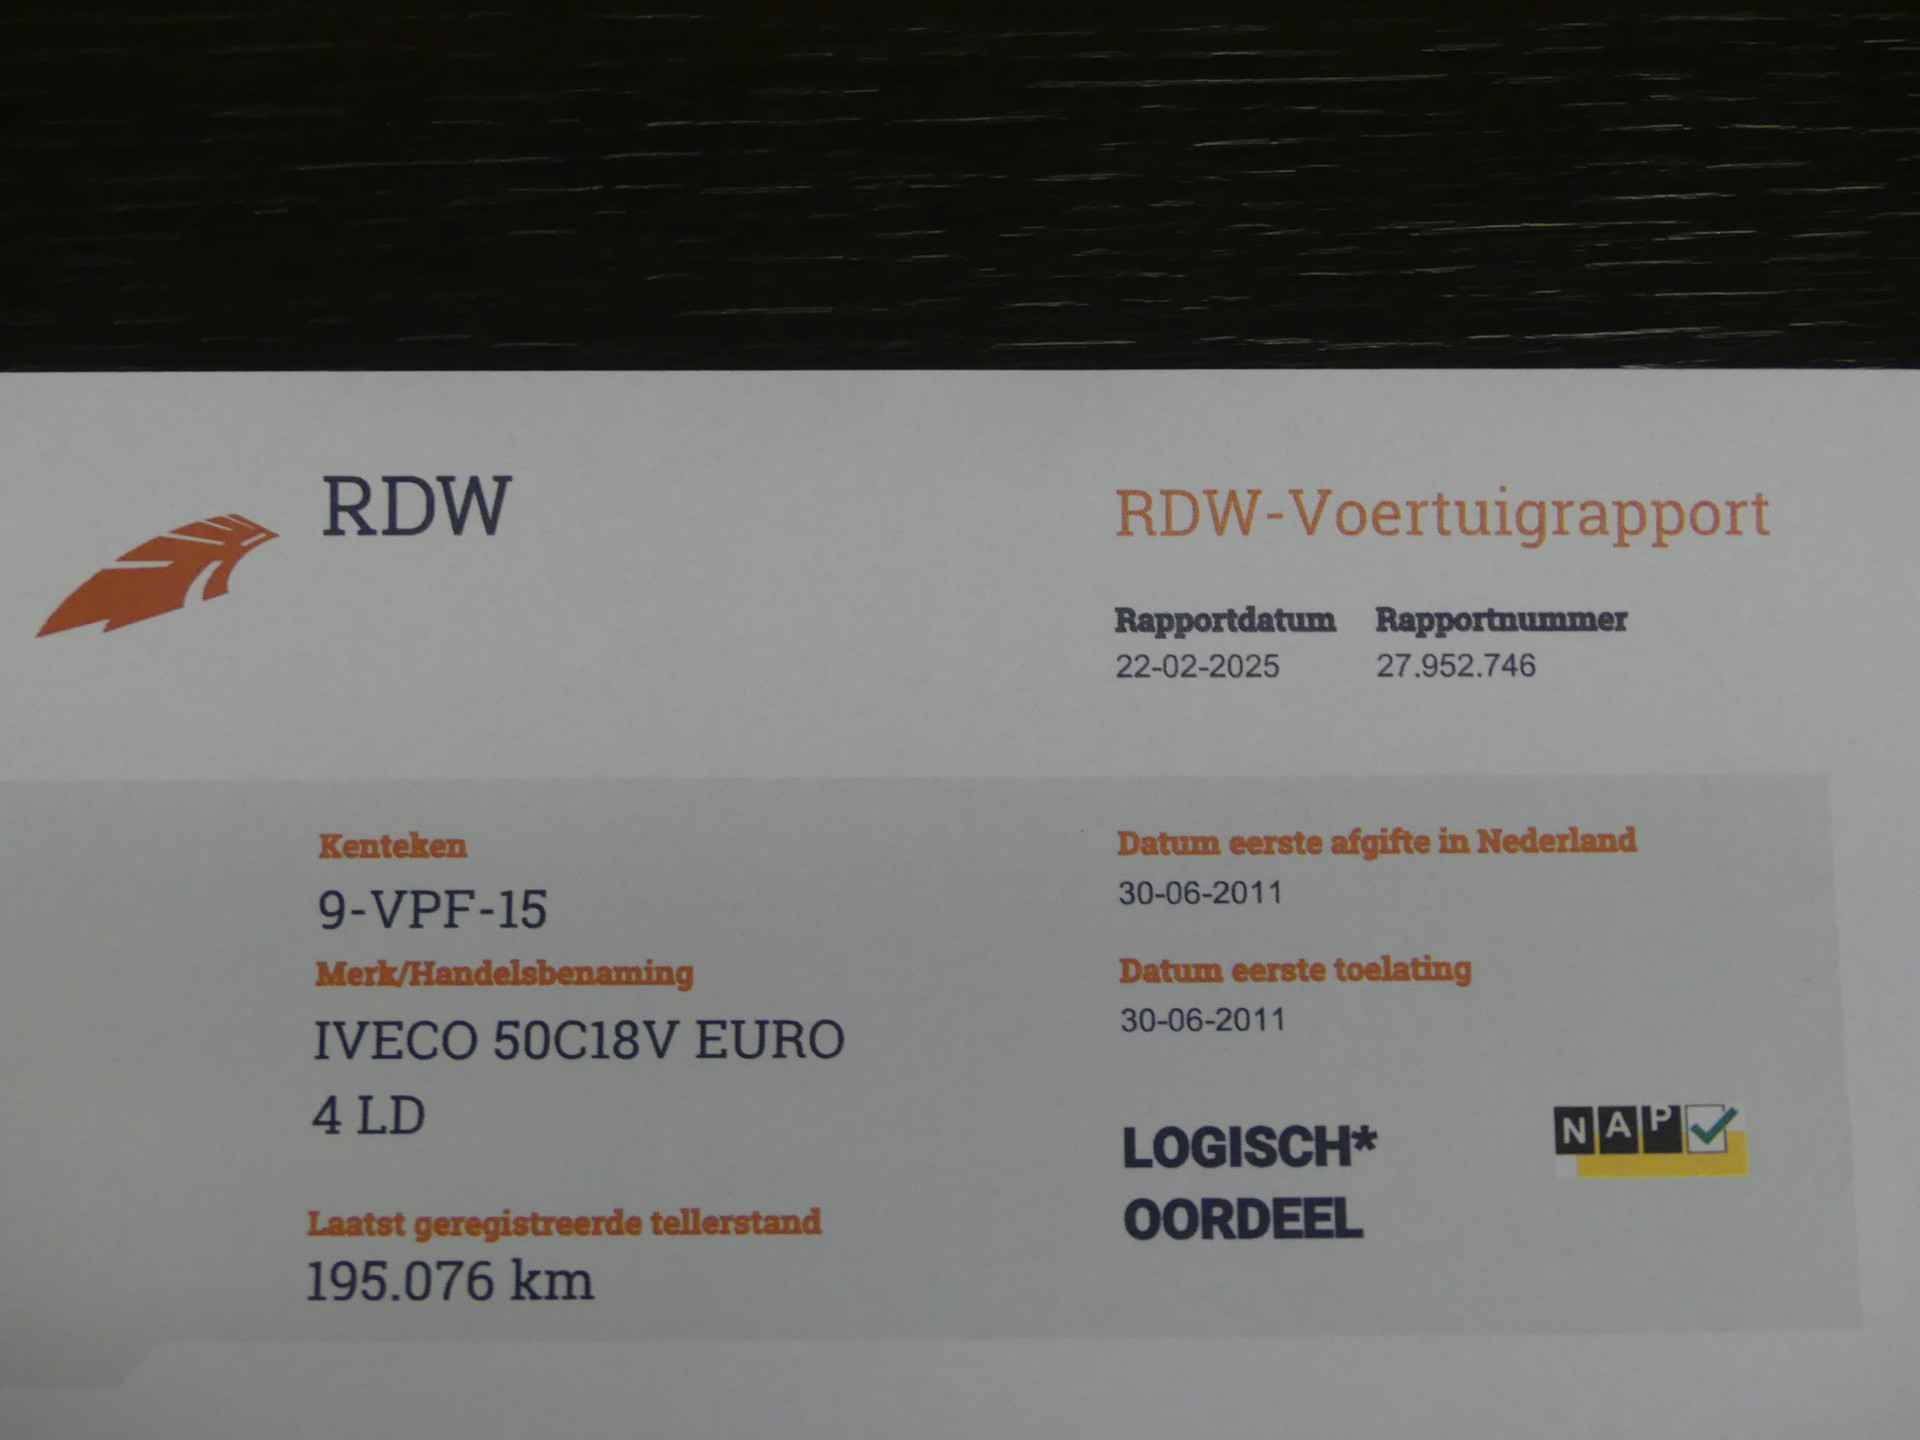 RDW
RDW-Voertuigrapport
Rapportdatum Rapportnummer
22-02-2025 27.952.746
Kenteken
9-VPF-15
Merk/Handelsbenaming
IVECO 50C18V EURO
4 LD
Laatst geregistreerde tellerstand
195.076 km
Datum eerste afgifte in Nederland
30-06-2011
Datum eerste toelating
30-06-2011
LOGISCH*
OORDEEL
NAP